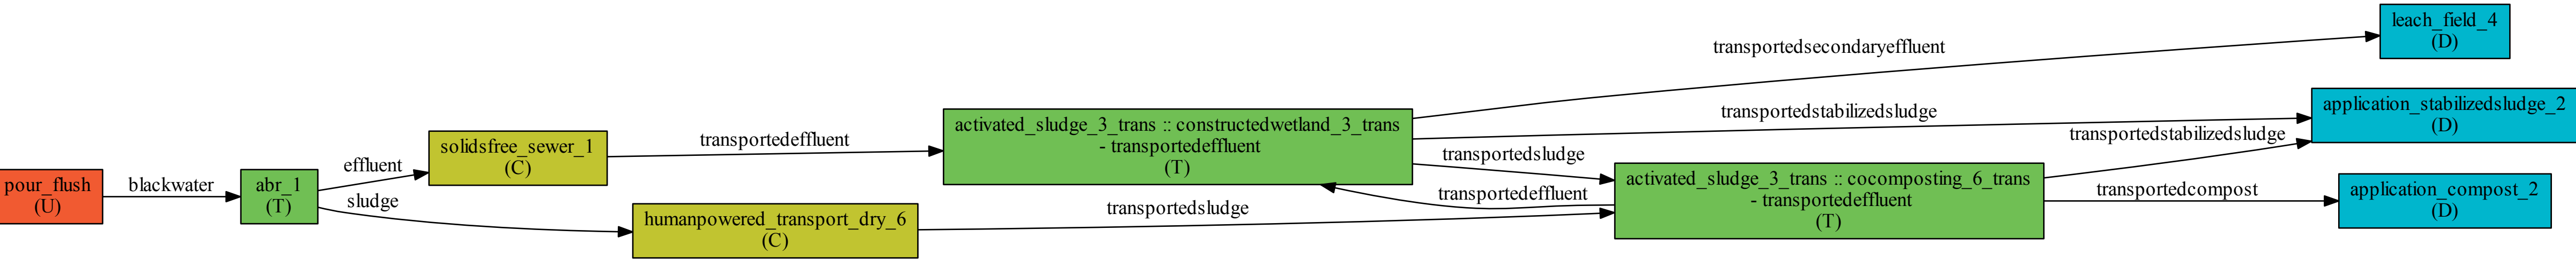 pour_flush
(U)
blackwater
abr_1
(T)
effluent
sludge
solidsfree_sewer_1
(C)
humanpowered_transport_dry_6
(C)
transportedeffluent
transportedsludge
activated_sludge_3_trans :: constructedwetland_3_trans
- transportedeffluent
(T)
transportedsludge
transportedeffluent
activated_sludge_3_trans :: cocomposting_6_trans
- transportedeffluent
(T)
transportedsecondaryeffluent
transportedstabilizedsludge
transportedstabilizedsludge
transportedcompost
leach_field_4
(D)
application_stabilizedsludge_2
(D)
application_compost_2
(D)